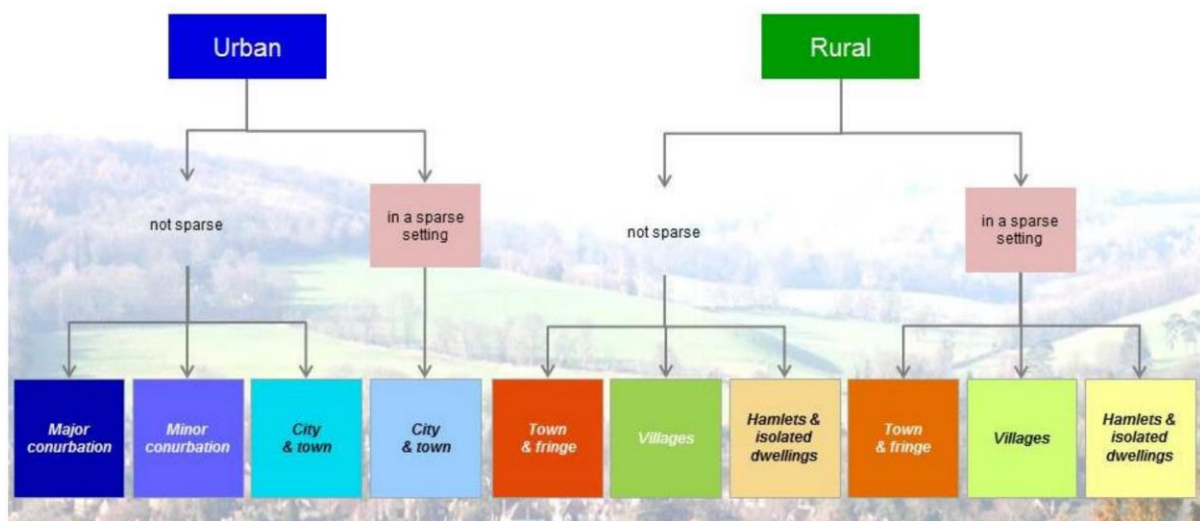 Urban
Rural
not sparse
in a sparse
setting
not sparse
in a sparse
setting
Major
conurbation
Minor
conurbation
City
& town
City
& town
Town
& fringe
Villages
Hamlets &
isolated
dwellings
Town
& fringe
Villages
Hamlets &
isolated
dwellings